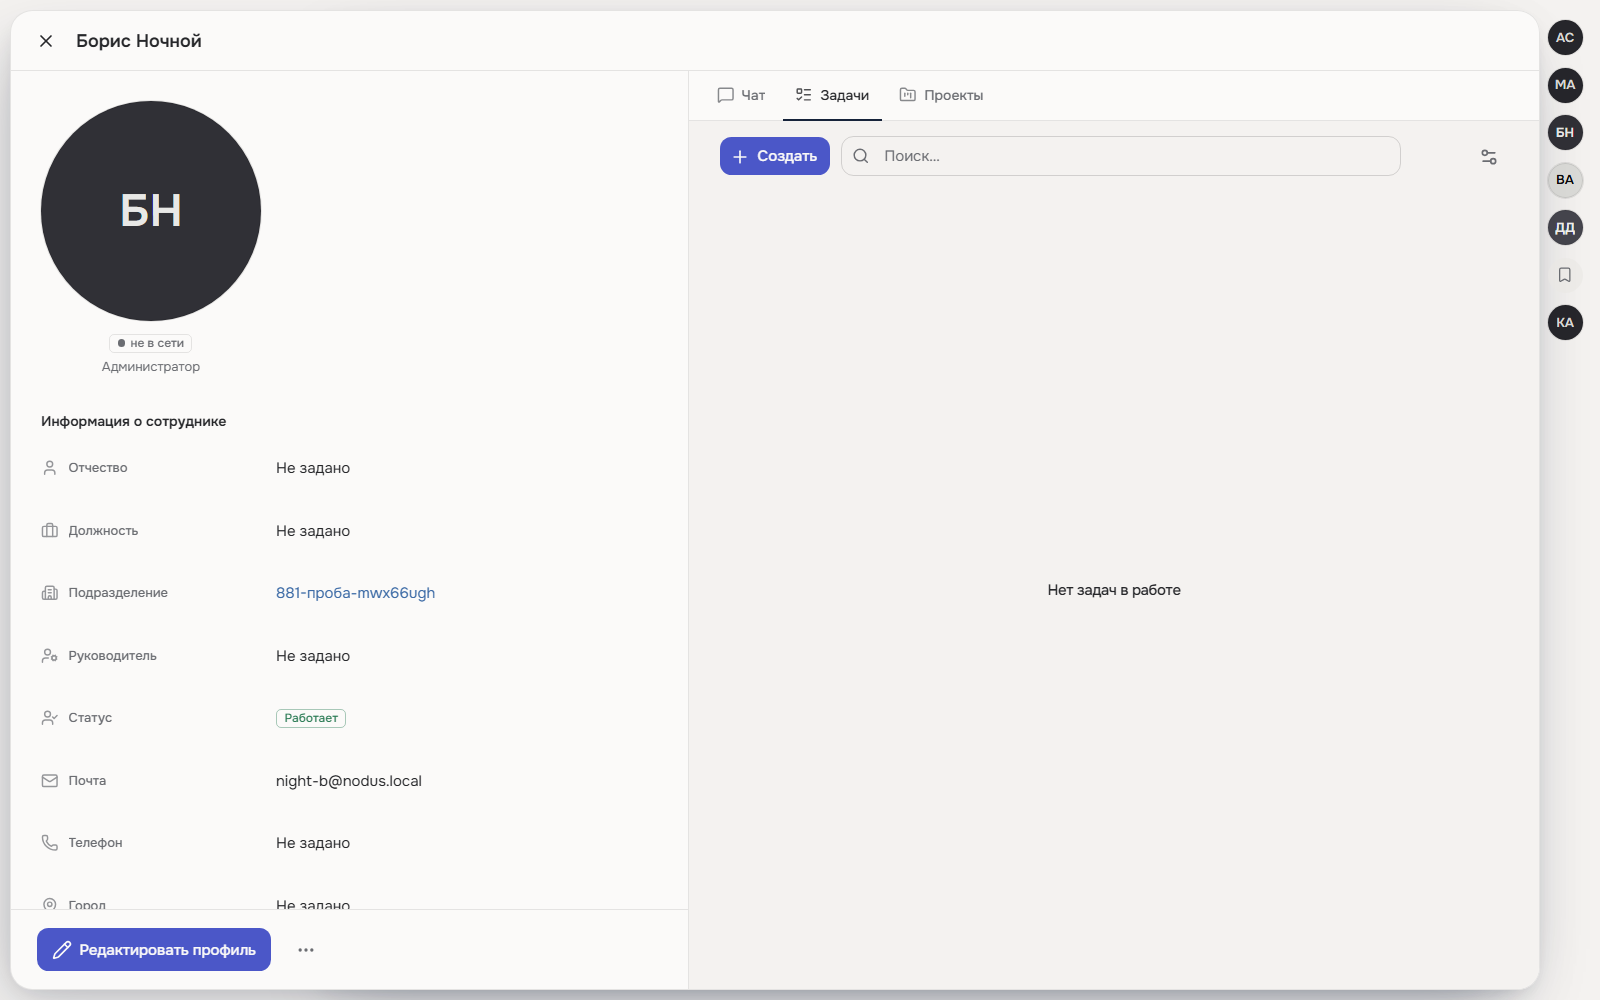 Борис Ночной
БН
не в сети
Администратор
Информация о сотруднике
Отчество Не задано
Должность Не задано
Подразделение 881-проба-mwx66ugh
Руководитель Не задано
Статус Работает
Почта night-b@nodus.local
Телефон Не задано
Город Не задано
Редактировать профиль
Чат Задачи Проекты
Создать Поиск...
Нет задач в работе
АС
МА
БН
ВА
ДД
КА